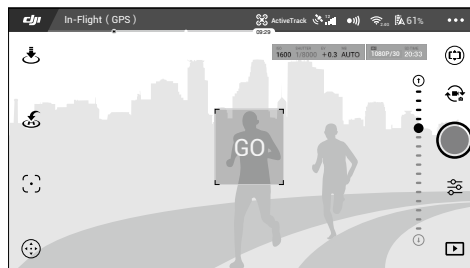 dji In-Flight ( GPS ) ActiveTrack 61%
09:29
1600 1/8000 +0.3 AUTO 1080P/30 20:33
GO